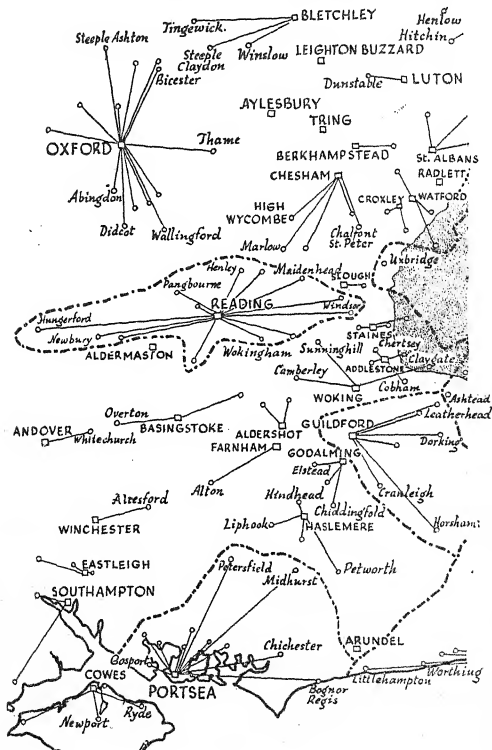 BLETCHLEY
Tingewick.
Henlow
Hitchin
Steeple Ashton
Steeple
Claydon
Winslow
LEIGHTON BUZZARD
Bicester
Dunstable
LUTON
AYLESBURY
TRING
OXFORD
Thame
BERKHAMPSTEAD
ST. ALBANS
CHESHAM
RADLETT
Abingdon
HIGH
WYCOMBE
CROXLEY
WATFORD
Didcot
Wallingford
Marlow
Chalfont
St. Peter
Henley
Maidenhead
Uxbridge
SLOUGH
Pangbourne
READING
Windsor
Hungerford
Newbury
STAINES
ALDERMASTON
Wokingham
Sunninghill
Chertsey
ADDLESTONE
Claygate
Camberley
Cobham
WOKING
Ashtead
Leatherhead
Overton
ANDOVER
Whitechurch
BASINGSTOKE
ALDERSHOT
GUILDFORD
FARNHAM
Dorking
GODALMING
Elstead
Alton
Cranleigh
Alresford
Hindhead
Chiddingfold
Horsham
WINCHESTER
Liphook
HASLEMERE
EASTLEIGH
Petersfield
Petworth
SOUTHAMPTON
Midhurst
Gosport
Chichester
ARUNDEL
COWES
PORTSEA
Littlehampton
Worthing
Bognor
Regis
Newport
Ryde